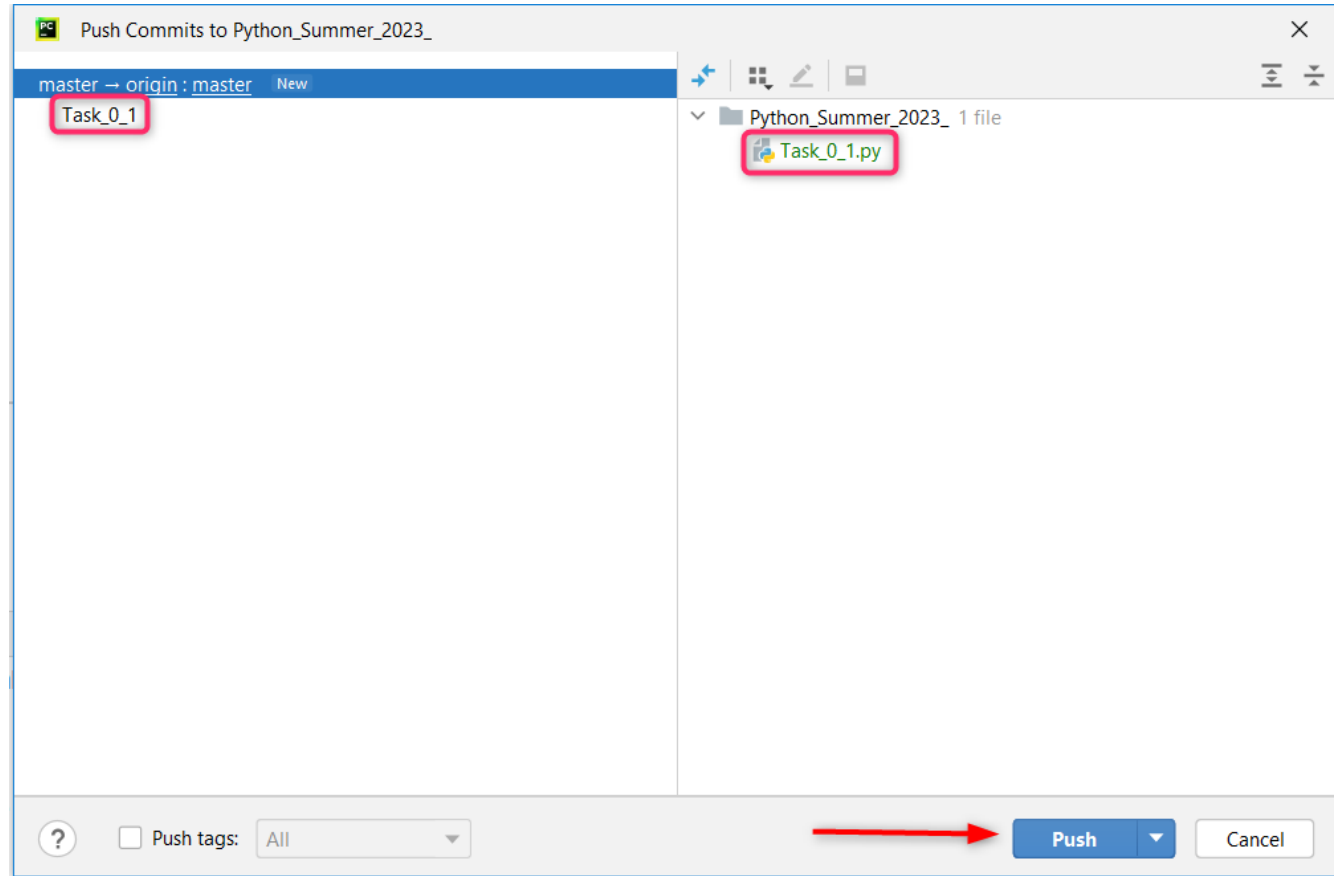 PC Push Commits to Python_Summer_2023_
master → origin : master New
Task_0_1
Python_Summer_2023_ 1 file
Task_0_1.py
? Push tags: All Push Cancel